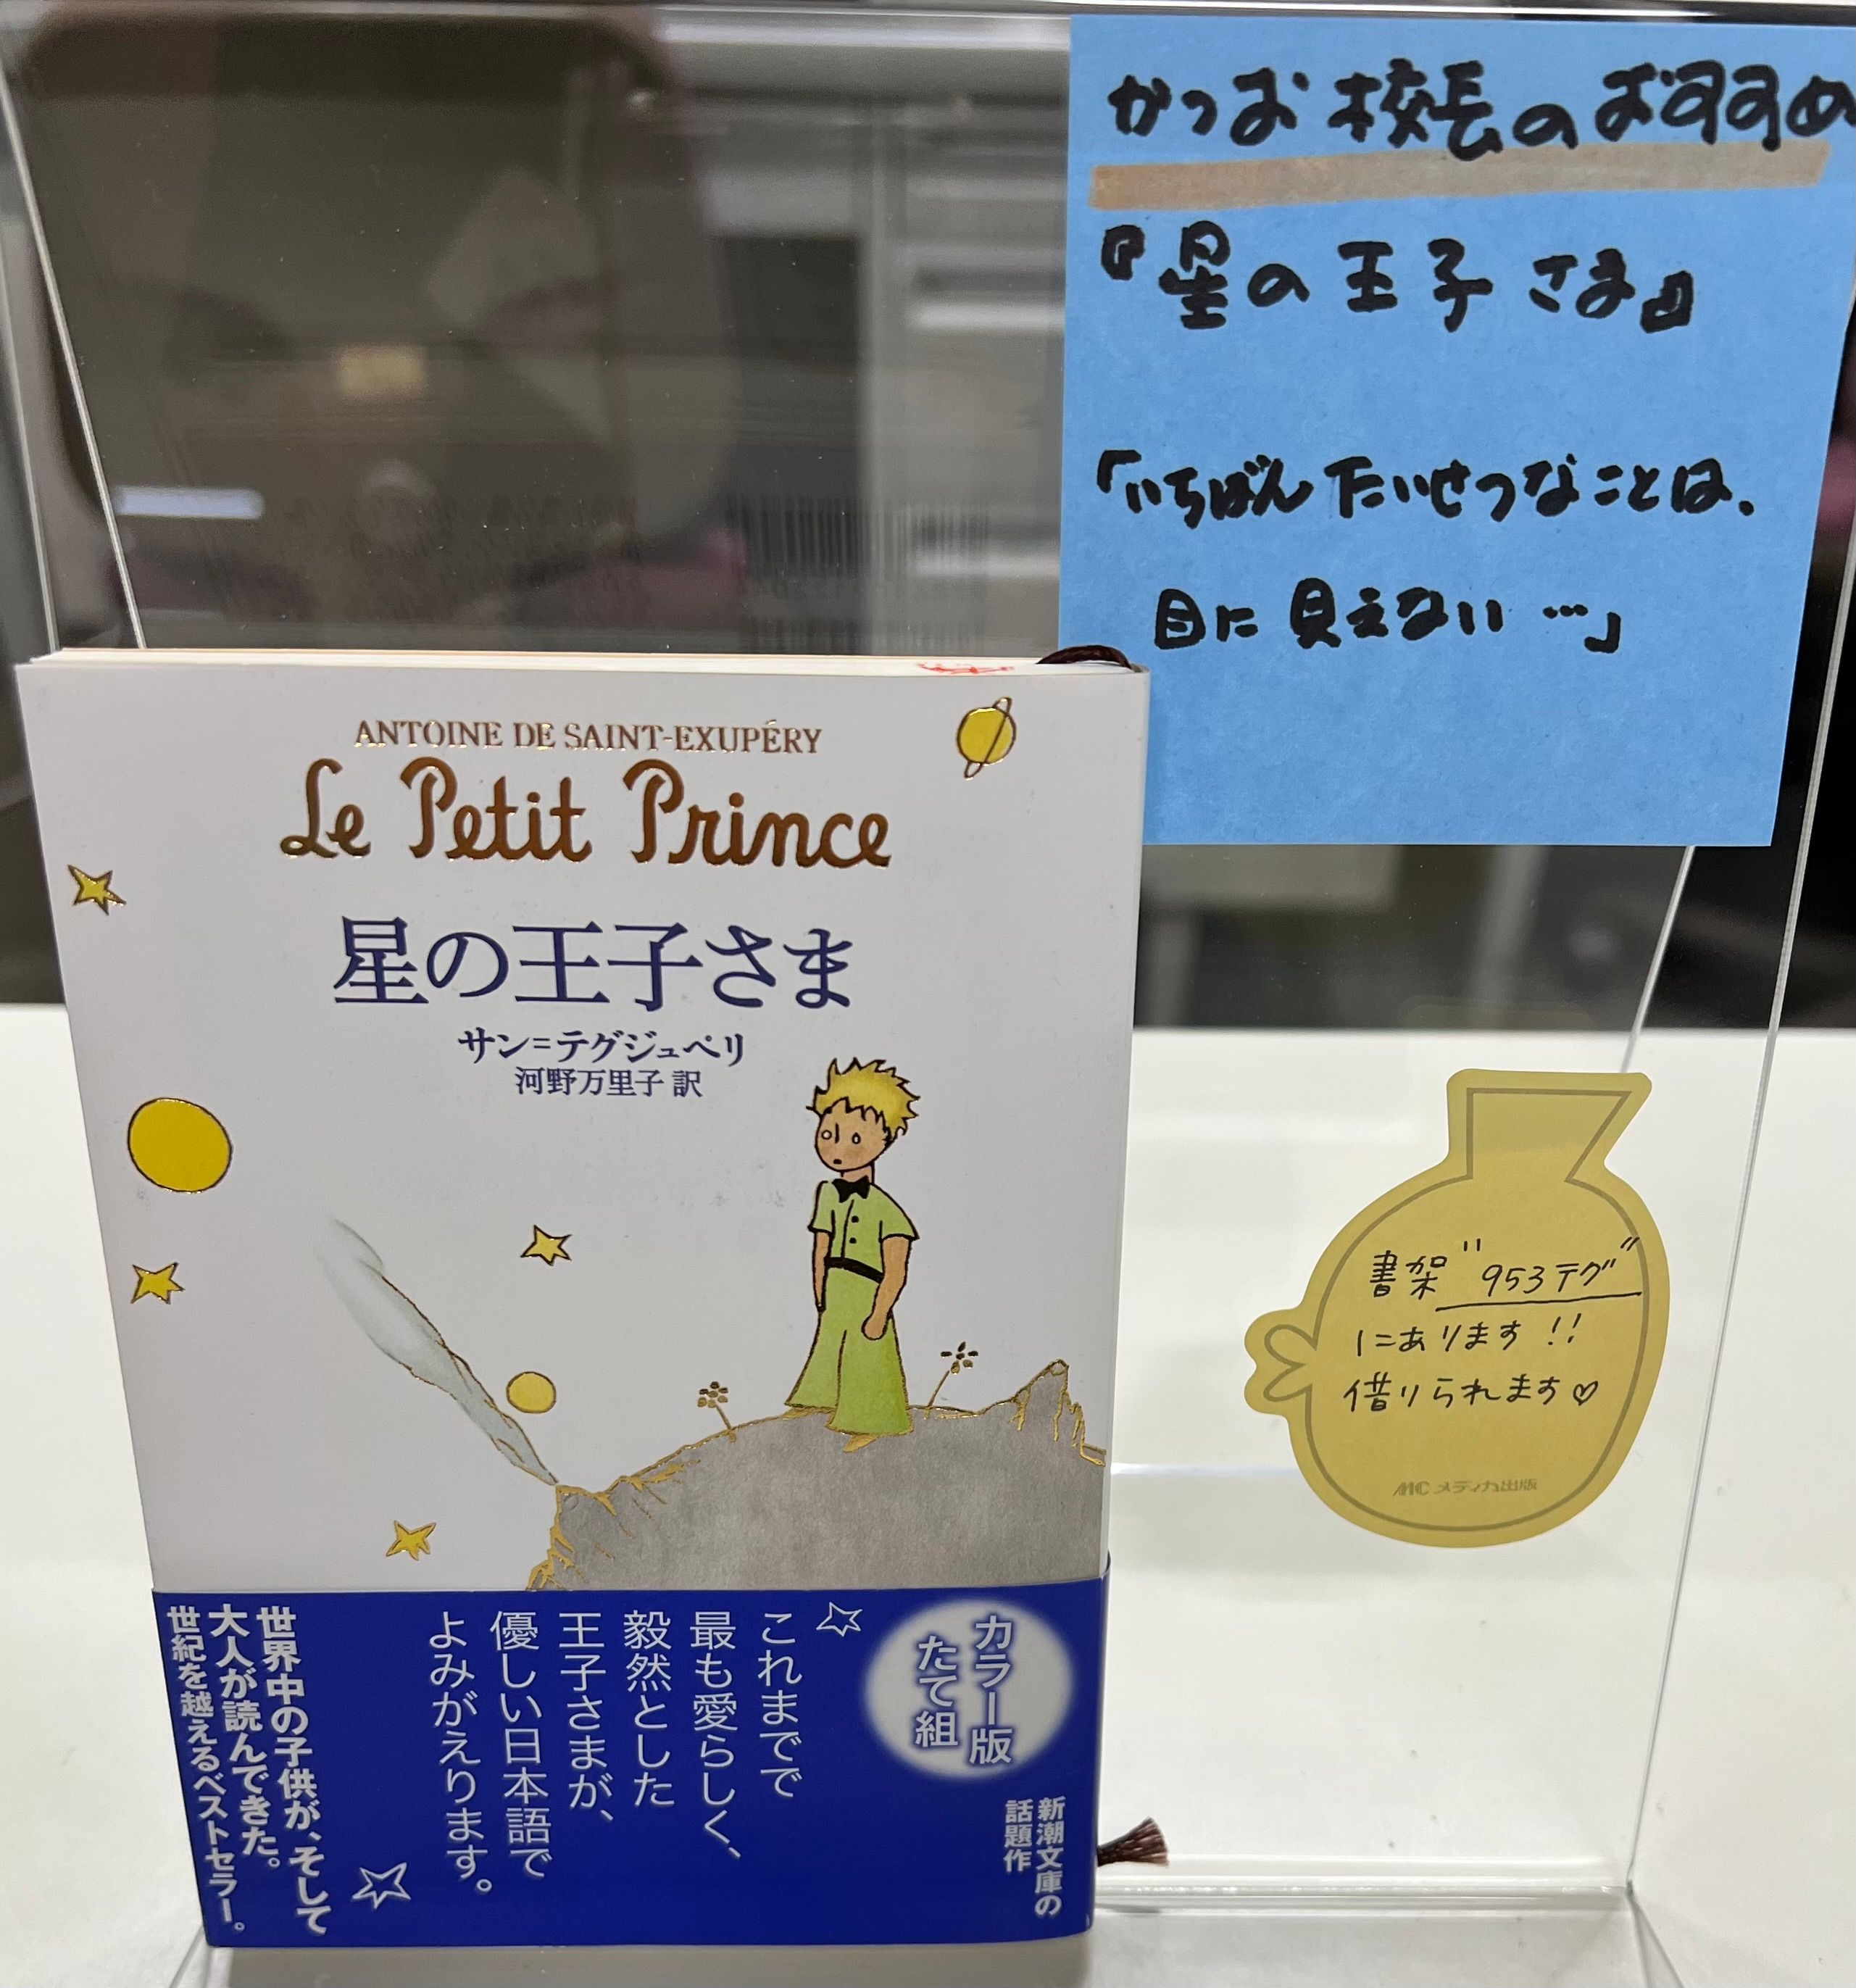 かつお校長のおすすめ
『星の王子さま』
「いちばんたいせつなことは、
目に見えない…」
ANTOINE DE SAINT-EXUPÉRY
Le Petit Prince
星の王子さま
サン=テグジュペリ
河野万里子 訳
カラー版
たて組
新潮文庫の
話題作
これまでで
最も愛らしく、
毅然とした
王子さまが、
優しい日本語で
よみがえります。
世界中の子供が、そして
大人が読んできた。
世紀を越えるベストセラー。
書架"953テグ"
にあります!!
借りられます♡
MC メディカ出版